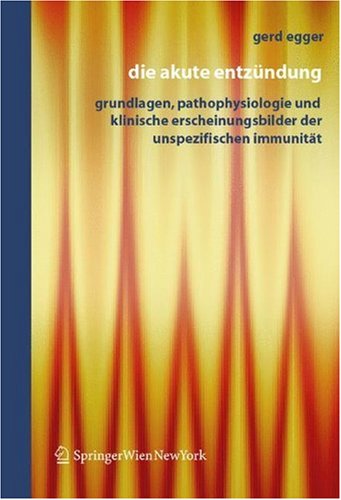 gerd egger
die akute entzündung
grundlagen, pathophysiologie und
klinische erscheinungsbilder der
unspezifischen immunität
SpringerWienNewYork